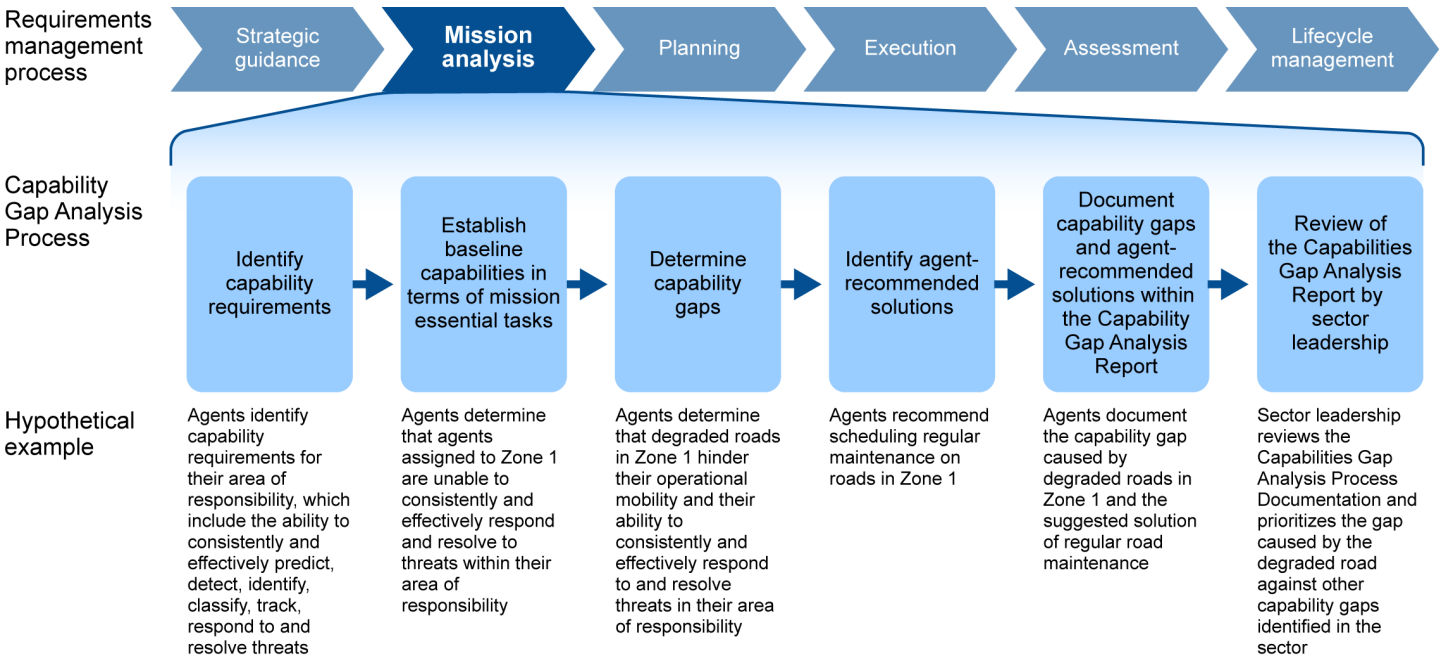 Requirements
management
process
Strategic
guidance
Mission
analysis
Planning
Execution
Assessment
Lifecycle
management
Capability
Gap Analysis
Process
Identify
capability
requirements
Establish
baseline
capabilities in
terms of mission
essential tasks
Determine
capability
gaps
Identify agent-
recommended
solutions
Document
capability gaps
and agent-
recommended
solutions within
the Capability
Gap Analysis
Report
Review of
the Capabilities
Gap Analysis
Report by
sector
leadership
Hypothetical
example
Agents identify
capability
requirements for
their area of
responsibility, which
include the ability to
consistently and
effectively predict,
detect, identify,
classify, track,
respond to and
resolve threats
Agents determine
that agents
assigned to Zone 1
are unable to
consistently and
effectively respond
and resolve to
threats within their
area of
responsibility
Agents determine
that degraded roads
in Zone 1 hinder
their operational
mobility and their
ability to
consistently and
effectively respond
to and resolve
threats in their area
of responsibility
Agents recommend
scheduling regular
maintenance on
roads in Zone 1
Agents document
the capability gap
caused by
degraded roads in
Zone 1 and the
suggested solution
of regular road
maintenance
Sector leadership
reviews the
Capabilities Gap
Analysis Process
Documentation and
prioritizes the gap
caused by the
degraded road
against other
capability gaps
identified in the
sector